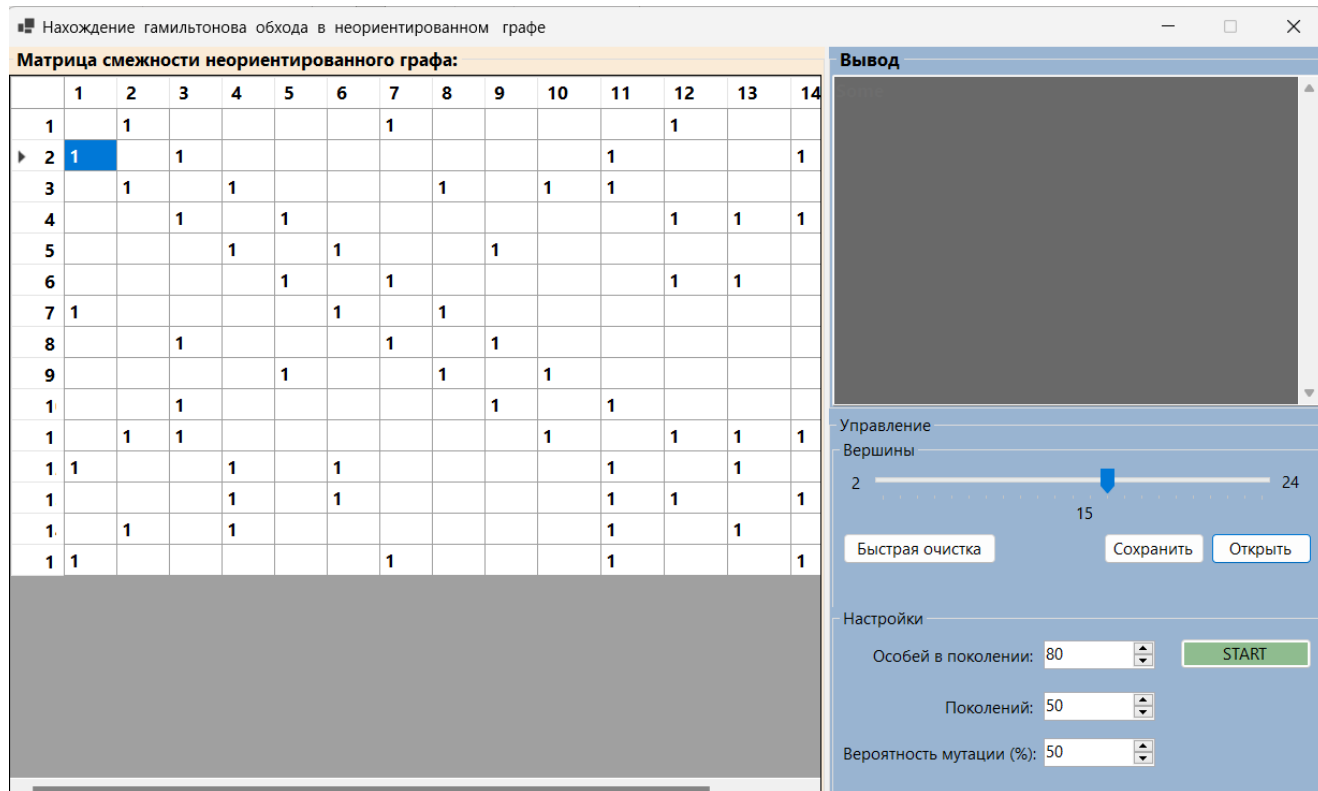 Нахождение гамильтонова обхода в неориентированном графе
Матрица смежности неориентированного графа:
1 2 3 4 5 6 7 8 9 10 11 12 13 14
1 1 1 1
2 1 1 1 1
3 1 1 1 1 1
4 1 1 1 1 1
5 1 1 1
6 1 1 1 1
7 1 1 1
8 1 1 1
9 1 1 1
1 1 1 1
1 1 1 1 1 1 1
1 1 1 1 1 1
1 1 1 1 1 1
1 1 1 1 1
1 1 1 1 1
Вывод
Управление
Вершины
2
24
15
Быстрая очистка
Сохранить
Открыть
Настройки
Особей в поколении: 80
START
Поколений: 50
Вероятность мутации (%): 50